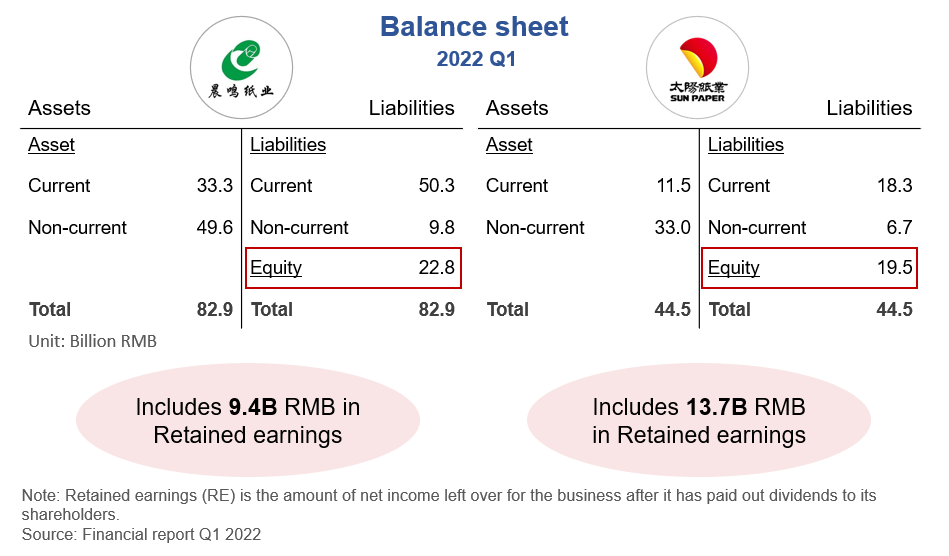 Balance sheet
2022 Q1
晨鸣纸业
太陽紙業
SUN PAPER
Assets Liabilities
Asset Liabilities
Current 33.3 Current 50.3
Non-current 49.6 Non-current 9.8
Equity 22.8
Total 82.9 Total 82.9
Unit: Billion RMB
Assets Liabilities
Asset Liabilities
Current 11.5 Current 18.3
Non-current 33.0 Non-current 6.7
Equity 19.5
Total 44.5 Total 44.5
Includes 9.4B RMB in
Retained earnings
Includes 13.7B RMB
in Retained earnings
Note: Retained earnings (RE) is the amount of net income left over for the business after it has paid out dividends to its
shareholders.
Source: Financial report Q1 2022